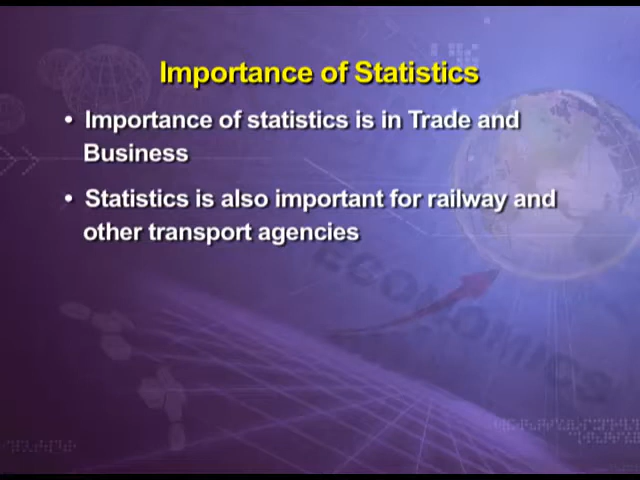 Importance of Statistics
• Importance of statistics is in Trade and
Business
• Statistics is also important for railway and
other transport agencies
ECONOMICS